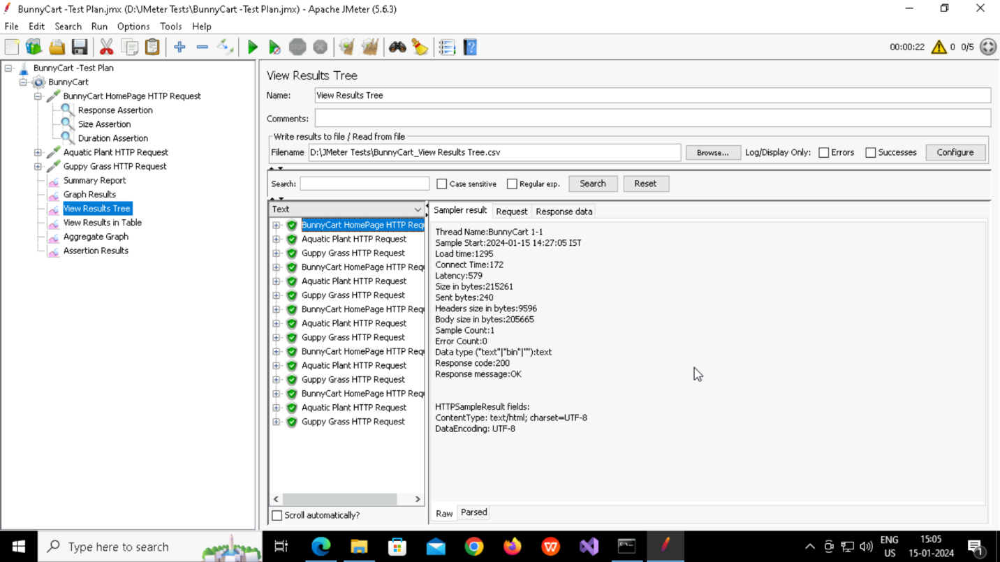 BunnyCart -Test Plan.jmx (D:\JMeter Tests\BunnyCart -Test Plan.jmx) - Apache JMeter (5.6.3)
File Edit Search Run Options Tools Help
00:00:22 0 0/5
BunnyCart -Test Plan
BunnyCart
BunnyCart HomePage HTTP Request
Response Assertion
Size Assertion
Duration Assertion
Aquatic Plant HTTP Request
Guppy Grass HTTP Request
Summary Report
Graph Results
View Results Tree
View Results in Table
Aggregate Graph
Assertion Results
View Results Tree
Name: View Results Tree
Comments:
Write results to file / Read from file
Filename D:\JMeter Tests\BunnyCart_View Results Tree.csv Browse... Log/Display Only: Errors Successes Configure
Search: Case sensitive Regular exp. Search Reset
Text
BunnyCart HomePage HTTP Requ
Aquatic Plant HTTP Request
Guppy Grass HTTP Request
BunnyCart HomePage HTTP Requ
Aquatic Plant HTTP Request
Guppy Grass HTTP Request
BunnyCart HomePage HTTP Requ
Aquatic Plant HTTP Request
Guppy Grass HTTP Request
BunnyCart HomePage HTTP Requ
Aquatic Plant HTTP Request
Guppy Grass HTTP Request
BunnyCart HomePage HTTP Requ
Aquatic Plant HTTP Request
Guppy Grass HTTP Request
Scroll automatically?
Sampler result Request Response data
Thread Name:BunnyCart 1-1
Sample Start:2024-01-15 14:27:05 IST
Load time:1295
Connect Time:172
Latency:579
Size in bytes:215261
Sent bytes:240
Headers size in bytes:9596
Body size in bytes:205665
Sample Count:1
Error Count:0
Data type ("text"|"bin"|""):text
Response code:200
Response message:OK
HTTPSampleResult fields:
ContentType: text/html; charset=UTF-8
DataEncoding: UTF-8
Raw Parsed
Type here to search
ENG
US
15:05
15-01-2024
1